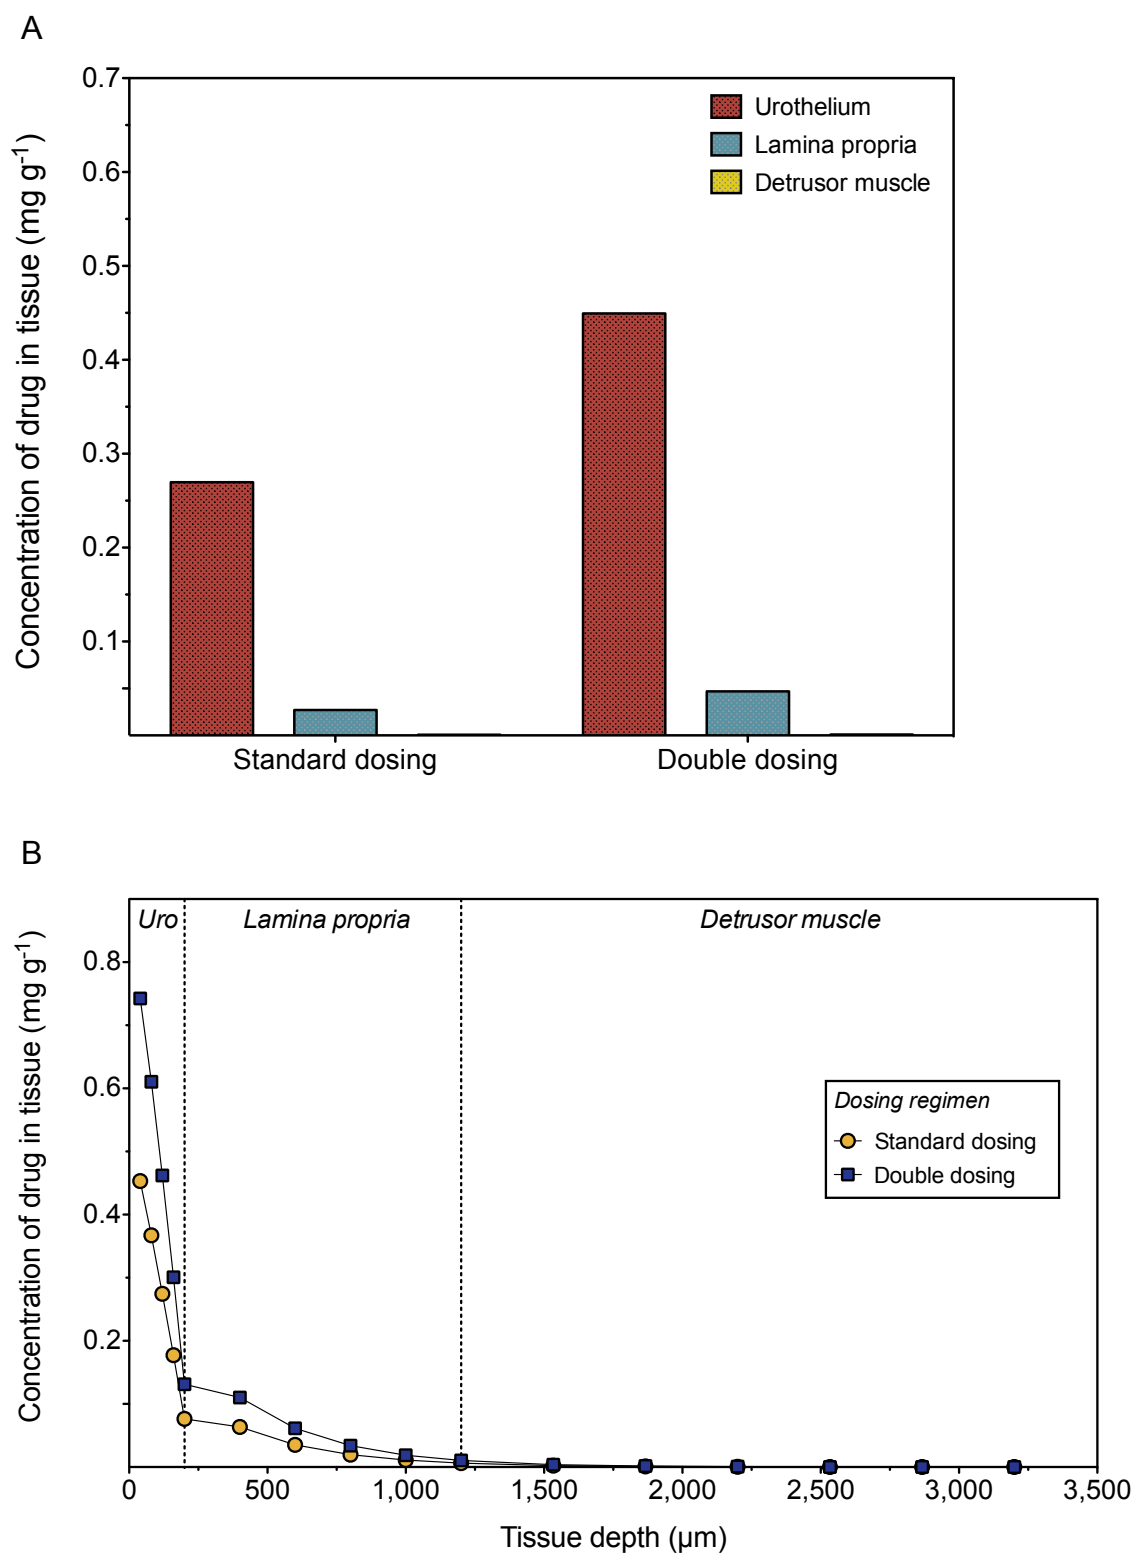 A
Concentration of drug in tissue (mg g⁻¹)
0.7
0.6
0.5
0.4
0.3
0.2
0.1
Urothelium
Lamina propria
Detrusor muscle
Standard dosing
Double dosing
B
Concentration of drug in tissue (mg g⁻¹)
0.8
0.6
0.4
0.2
Uro
Lamina propria
Detrusor muscle
Dosing regimen
Standard dosing
Double dosing
0
500
1,000
1,500
2,000
2,500
3,000
3,500
Tissue depth (µm)